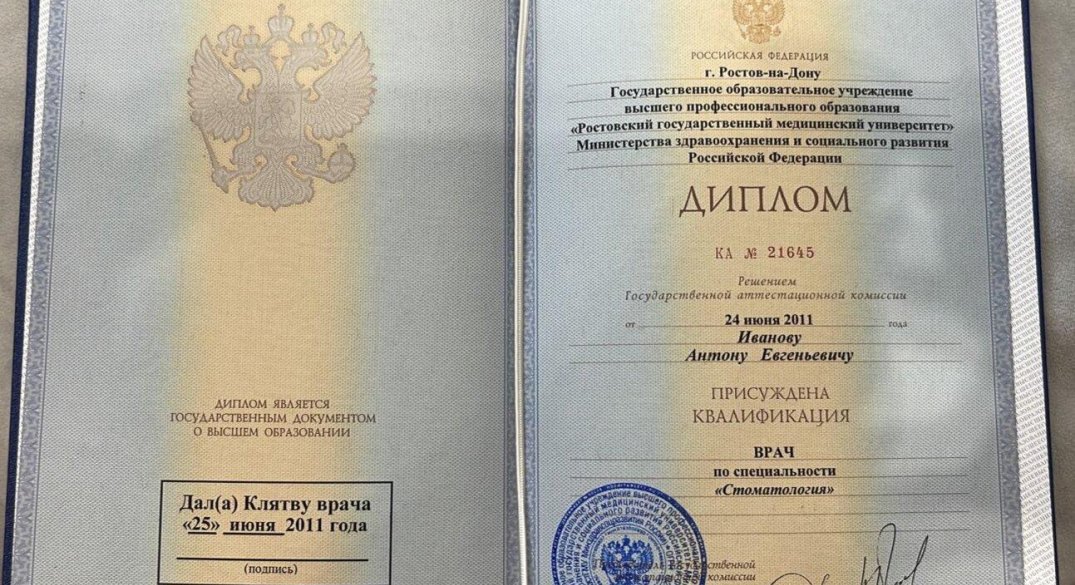 ДИПЛОМ ЯВЛЯЕТСЯ
ГОСУДАРСТВЕННЫМ ДОКУМЕНТОМ
О ВЫСШЕМ ОБРАЗОВАНИИ
Дал(а) Клятву врача
«25» июня 2011 года
(подпись)
РОССИЙСКАЯ ФЕДЕРАЦИЯ
г. Ростов-на-Дону
Государственное образовательное учреждение
высшего профессионального образования
«Ростовский государственный медицинский университет»
Министерства здравоохранения и социального развития
Российской Федерации
ДИПЛОМ
КА № 21645
Решением
Государственной аттестационной комиссии
от 24 июня 2011 года
Иванову
Антону Евгеньевичу
ПРИСУЖДЕНА
КВАЛИФИКАЦИЯ
ВРАЧ
по специальности
«Стоматология»
Государственной
комиссии